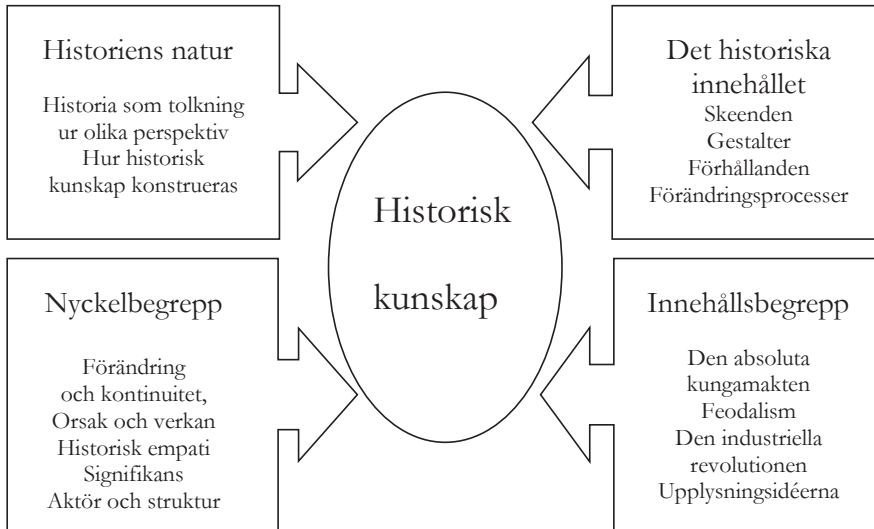 Historiens natur
Historia som tolkning
ur olika perspektiv
Hur historisk
kunskap konstrueras
Det historiska
innehållet
Skeenden
Gestalter
Förhållanden
Förändringsprocesser
Historisk
kunskap
Nyckelbegrepp
Förändring
och kontinuitet,
Orsak och verkan
Historisk empati
Signifikans
Aktör och struktur
Innehållsbegrepp
Den absoluta
kungamakten
Feodalism
Den industriella
revolutionen
Upplysningsidéerna